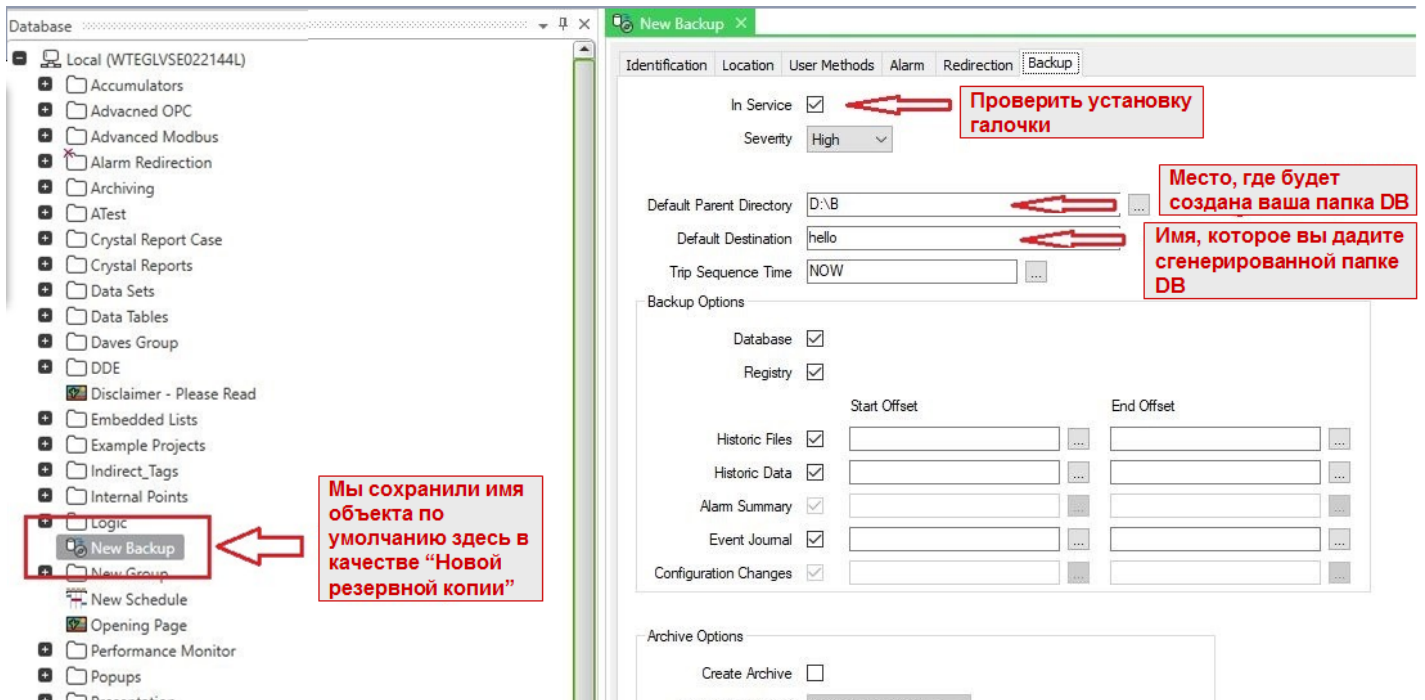 Database
Local (WTEGLVSE022144L)
Accumulators
Advacned OPC
Advanced Modbus
Alarm Redirection
Archiving
ATest
Crystal Report Case
Crystal Reports
Data Sets
Data Tables
Daves Group
DDE
Disclaimer - Please Read
Embedded Lists
Example Projects
Indirect_Tags
Internal Points
Logic
New Backup
New Group
New Schedule
Opening Page
Performance Monitor
Popups
Presentation
Мы сохранили имя
объекта по
умолчанию здесь в
качестве “Новой
резервной копии”
New Backup
Identification Location User Methods Alarm Redirection Backup
In Service
Проверить установку
галочки
Severity High
Default Parent Directory D:\B ...
Место, где будет
создана ваша папка DB
Default Destination hello
Имя, которое вы дадите
сгенерированной папке
DB
Trip Sequence Time NOW ...
Backup Options
Database
Registry
Start Offset End Offset
Historic Files ... ...
Historic Data ... ...
Alarm Summary ... ...
Event Journal ... ...
Configuration Changes ... ...
Archive Options
Create Archive